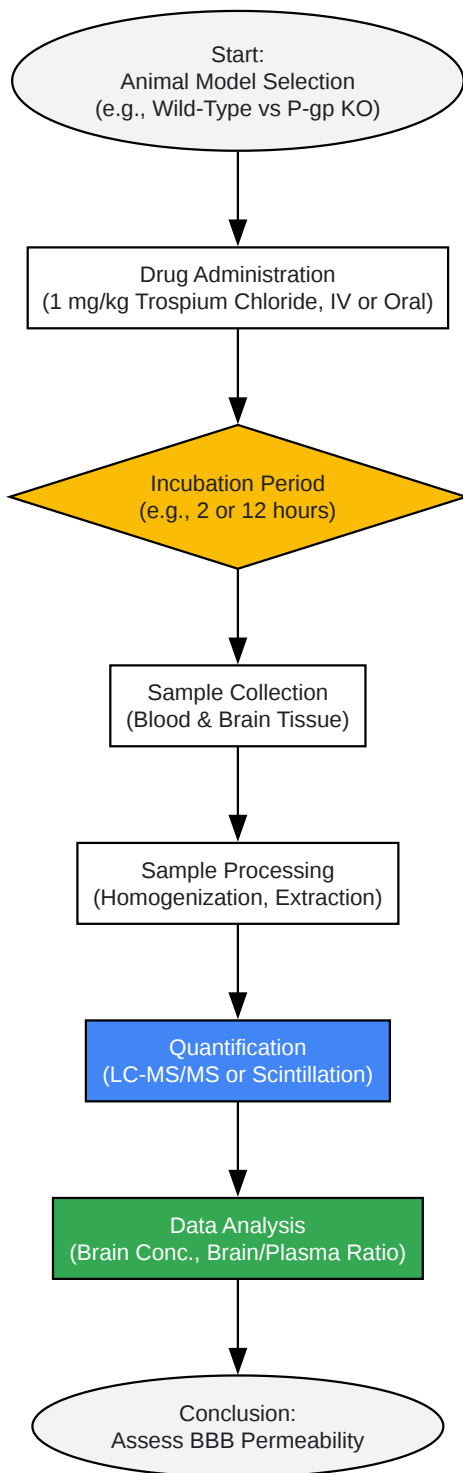 Start:
Animal Model Selection
(e.g., Wild-Type vs P-gp KO)
Drug Administration
(1 mg/kg Trospium Chloride, IV or Oral)
Incubation Period
(e.g., 2 or 12 hours)
Sample Collection
(Blood & Brain Tissue)
Sample Processing
(Homogenization, Extraction)
Quantification
(LC-MS/MS or Scintillation)
Data Analysis
(Brain Conc., Brain/Plasma Ratio)
Conclusion:
Assess BBB Permeability